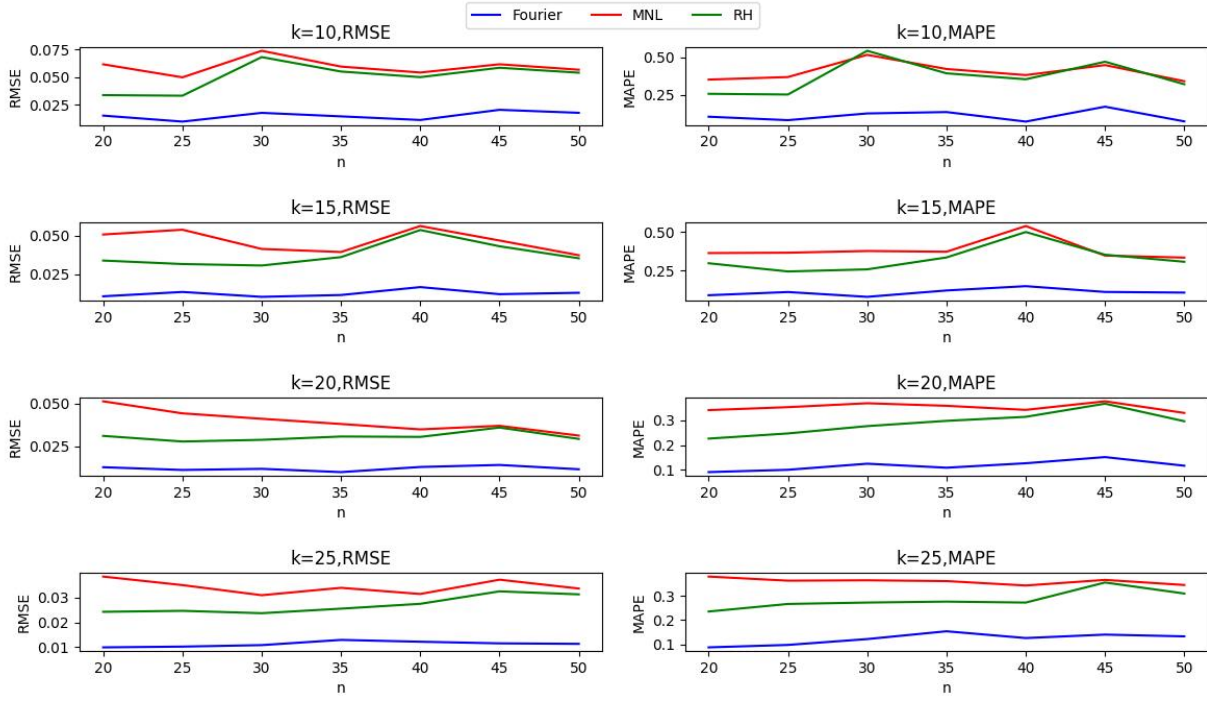 Fourier MNL RH
k=10,RMSE
RMSE
0.075
0.050
0.025
20 25 30 35 40 45 50
n
k=10,MAPE
MAPE
0.50
0.25
20 25 30 35 40 45 50
n
k=15,RMSE
RMSE
0.050
0.025
20 25 30 35 40 45 50
n
k=15,MAPE
MAPE
0.50
0.25
20 25 30 35 40 45 50
n
k=20,RMSE
RMSE
0.050
0.025
20 25 30 35 40 45 50
n
k=20,MAPE
MAPE
0.3
0.2
0.1
20 25 30 35 40 45 50
n
k=25,RMSE
RMSE
0.03
0.02
0.01
20 25 30 35 40 45 50
n
k=25,MAPE
MAPE
0.3
0.2
0.1
20 25 30 35 40 45 50
n